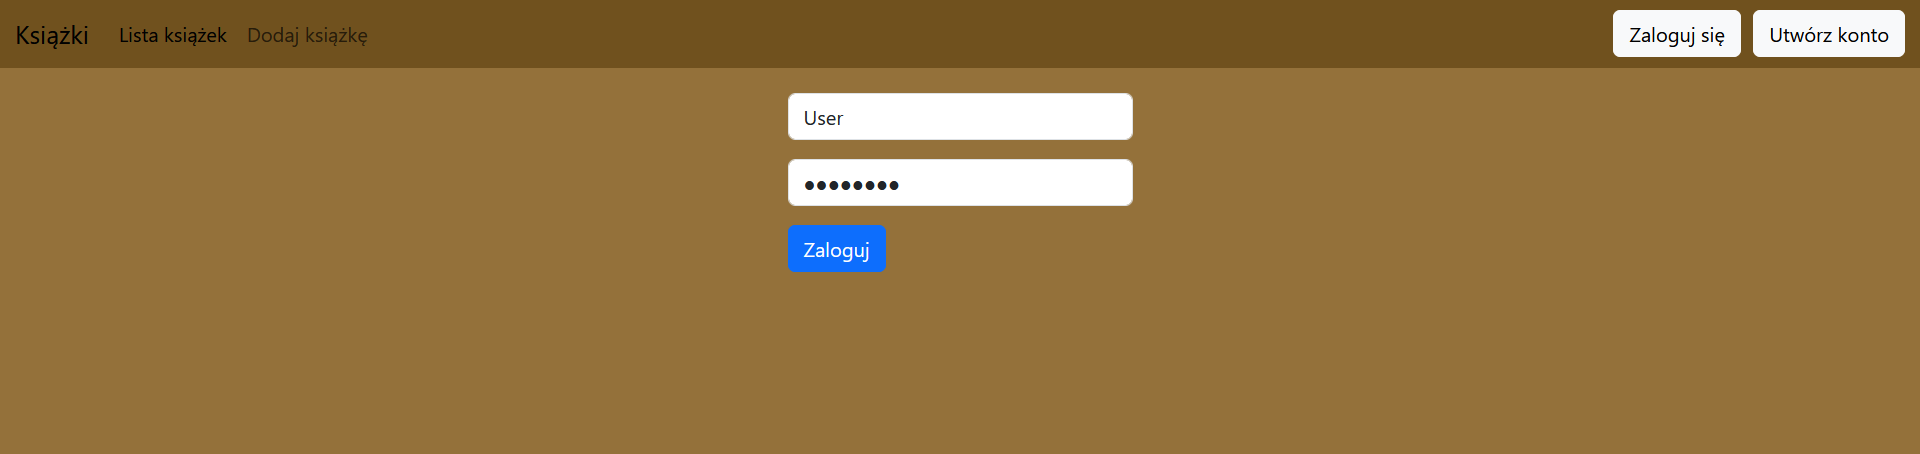 Książki Lista książek Dodaj książkę Zaloguj się Utwórz konto
User
●●●●●●●●
Zaloguj